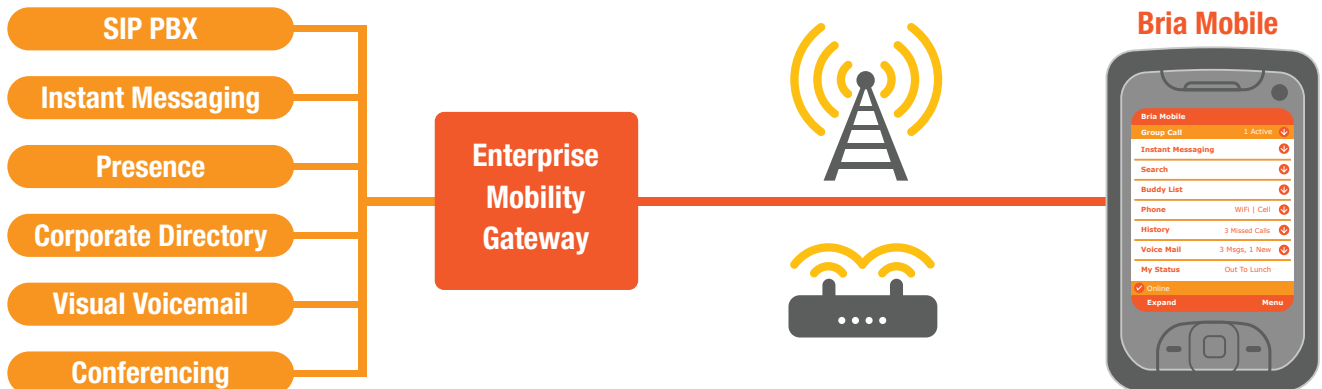 SIP PBX
Instant Messaging
Presence
Corporate Directory
Visual Voicemail
Conferencing
Enterprise
Mobility
Gateway
Bria Mobile
Bria Mobile
Group Call 1 Active
Instant Messaging
Search
Buddy List
Phone WiFi | Cell
History 3 Missed Calls
Voice Mail 3 Msgs, 1 New
My Status Out To Lunch
Online
Expand Menu